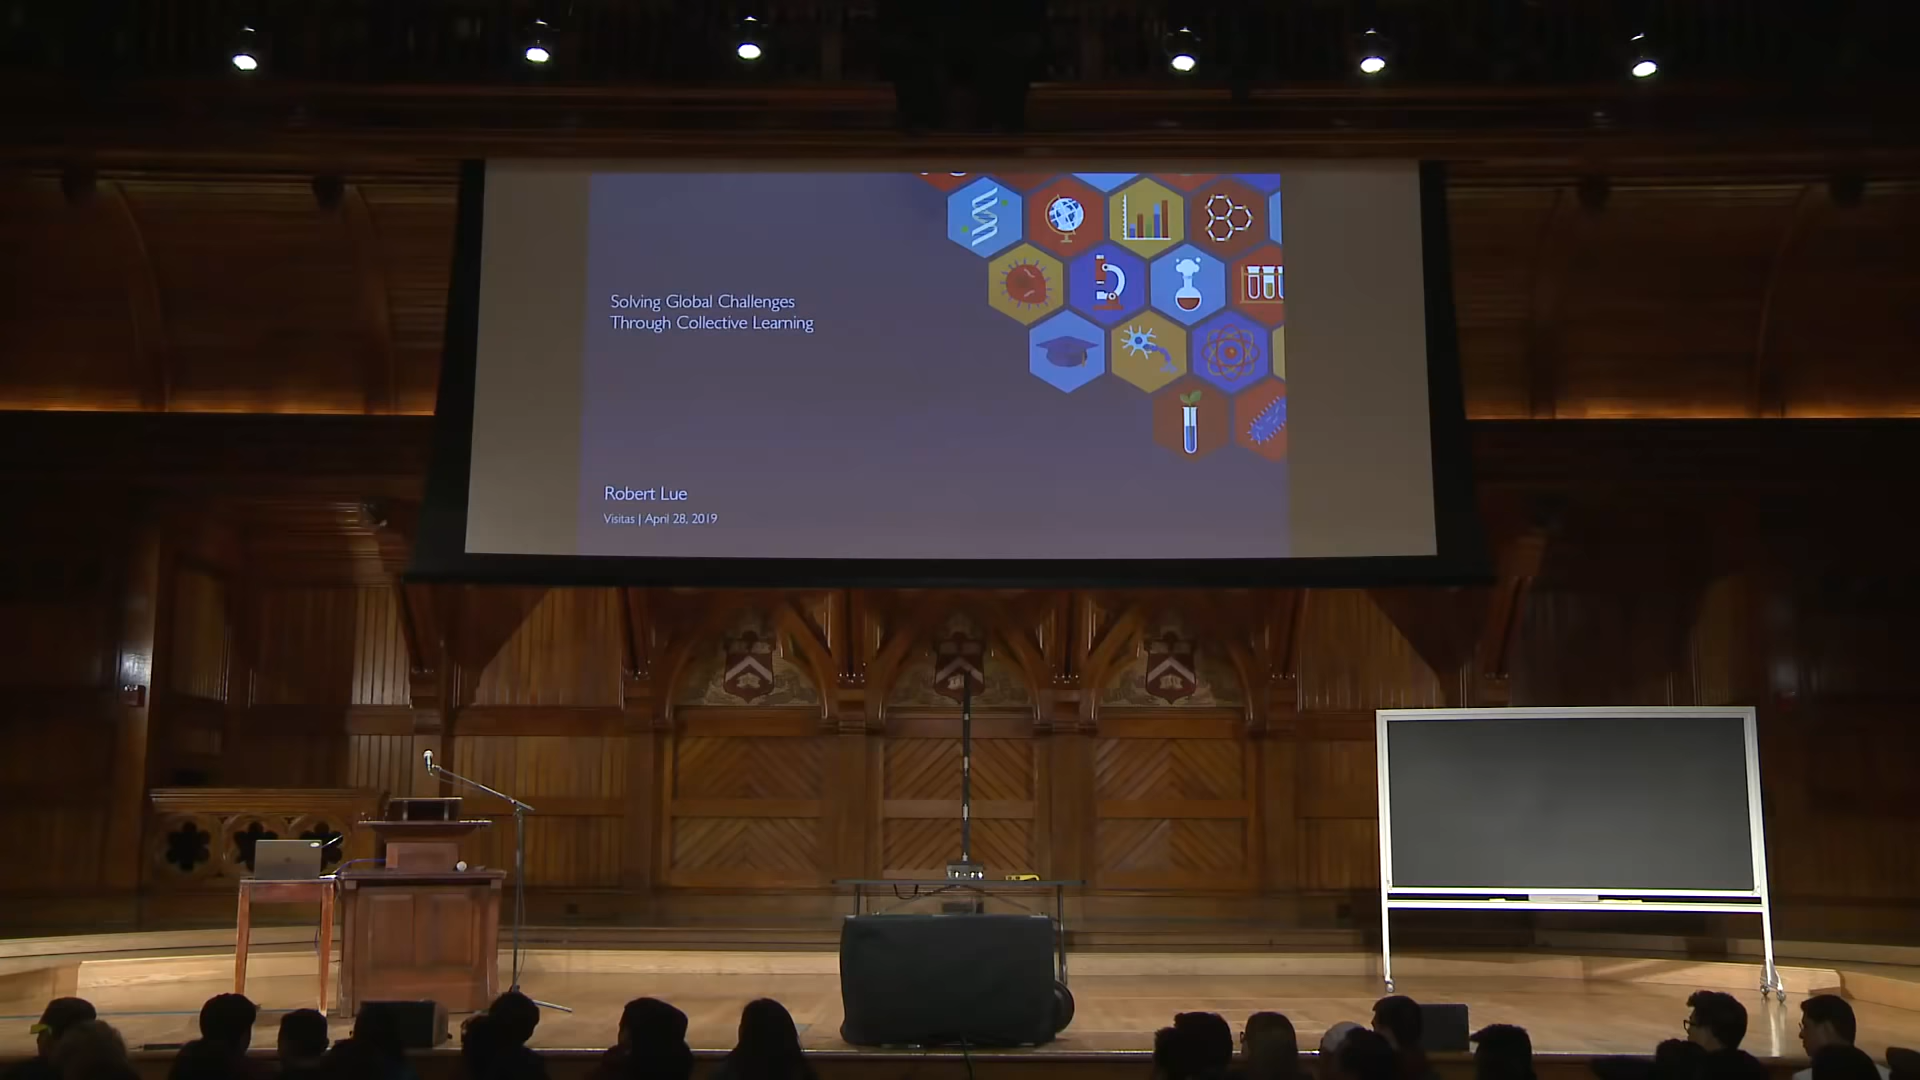 Solving Global Challenges
Through Collective Learning
Robert Lue
Visitas | April 28, 2019